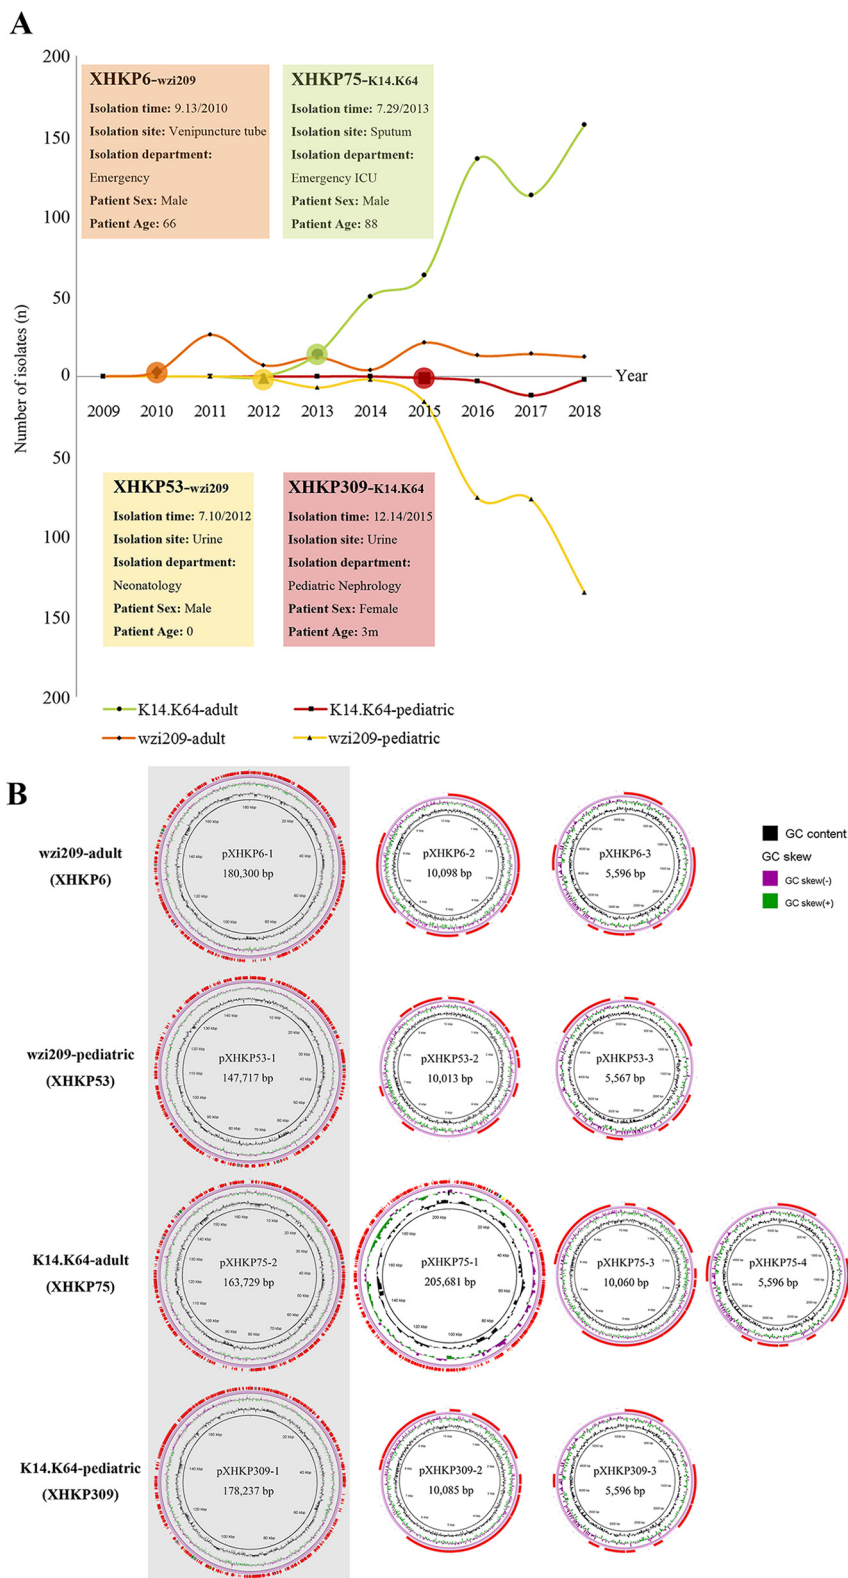 A
200
XHKP6-wzi209
Isolation time: 9.13/2010
Isolation site: Venipuncture tube
Isolation department:
Emergency
Patient Sex: Male
Patient Age: 66
XHKP75-K14.K64
Isolation time: 7.29/2013
Isolation site: Sputum
Isolation department:
Emergency ICU
Patient Sex: Male
Patient Age: 88
150
100
50
0
Number of isolates (n)
Year
2009 2010 2011 2012 2013 2014 2015 2016 2017 2018
50
100
150
200
XHKP53-wzi209
Isolation time: 7.10/2012
Isolation site: Urine
Isolation department:
Neonatology
Patient Sex: Male
Patient Age: 0
XHKP309-K14.K64
Isolation time: 12.14/2015
Isolation site: Urine
Isolation department:
Pediatric Nephrology
Patient Sex: Female
Patient Age: 3m
K14.K64-adult
K14.K64-pediatric
wzi209-adult
wzi209-pediatric
B
wzi209-adult
(XHKP6)
pXHKP6-1
180,300 bp
pXHKP6-2
10,098 bp
pXHKP6-3
5,596 bp
GC content
GC skew
GC skew(-)
GC skew(+)
wzi209-pediatric
(XHKP53)
pXHKP53-1
147,717 bp
pXHKP53-2
10,013 bp
pXHKP53-3
5,567 bp
K14.K64-adult
(XHKP75)
pXHKP75-2
163,729 bp
pXHKP75-1
205,681 bp
pXHKP75-3
10,060 bp
pXHKP75-4
5,596 bp
K14.K64-pediatric
(XHKP309)
pXHKP309-1
178,237 bp
pXHKP309-2
10,085 bp
pXHKP309-3
5,596 bp